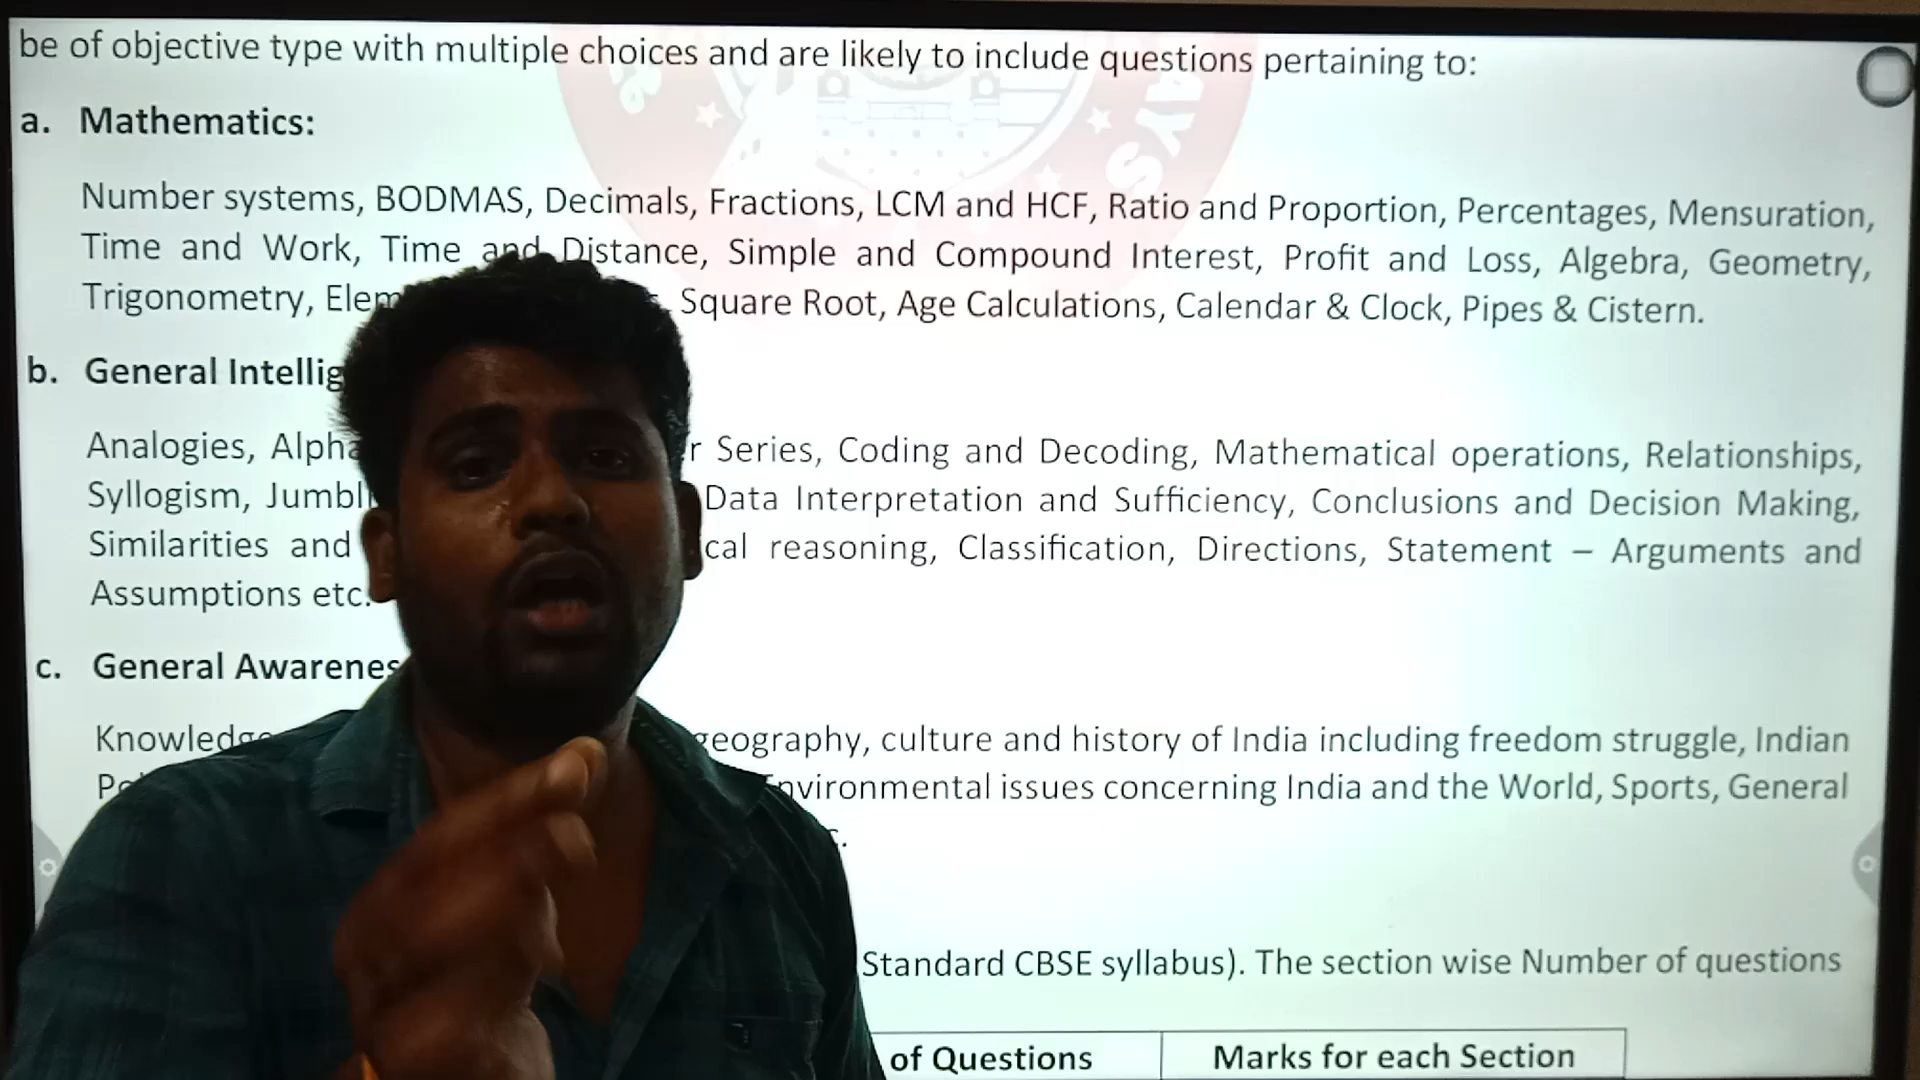 be of objective type with multiple choices and are likely to include questions pertaining to:
a. Mathematics:
Number systems, BODMAS, Decimals, Fractions, LCM and HCF, Ratio and Proportion, Percentages, Mensuration,
Time and Work, Time and Distance, Simple and Compound Interest, Profit and Loss, Algebra, Geometry,
Trigonometry, Square Root, Age Calculations, Calendar & Clock, Pipes & Cistern.
b. General
Analogies, Series, Coding and Decoding, Mathematical operations, Relationships,
Syllogism, Data Interpretation and Sufficiency, Conclusions and Decision Making,
Similarities and reasoning, Classification, Directions, Statement – Arguments and
Assumptions etc.
c. General
geography, culture and history of India including freedom struggle, Indian
issues concerning India and the World, Sports, General
Standard CBSE syllabus). The section wise Number of questions
of Questions
Marks for each Section